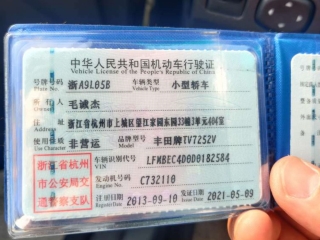 中华人民共和国机动车行驶证
Vehicle License of the People's Republic of China
号牌号码 浙A9L05B 车辆类型 小型轿车
Plate No. Vehicle Type
所有人 毛诚杰
Owner
住址 浙江省杭州市上城区望江家园东园33幢3单元404室
Address
使用性质 非营运 品牌型号 丰田牌TV7252V
Use Character Model
浙江省杭州
市公安局交
通警察支队
车辆识别代号 LFMBEC4D0D0182584
VIN
发动机号码 C732110
Engine No.
注册日期 2013-09-10 发证日期 2021-05-09
Register Date Issue Date